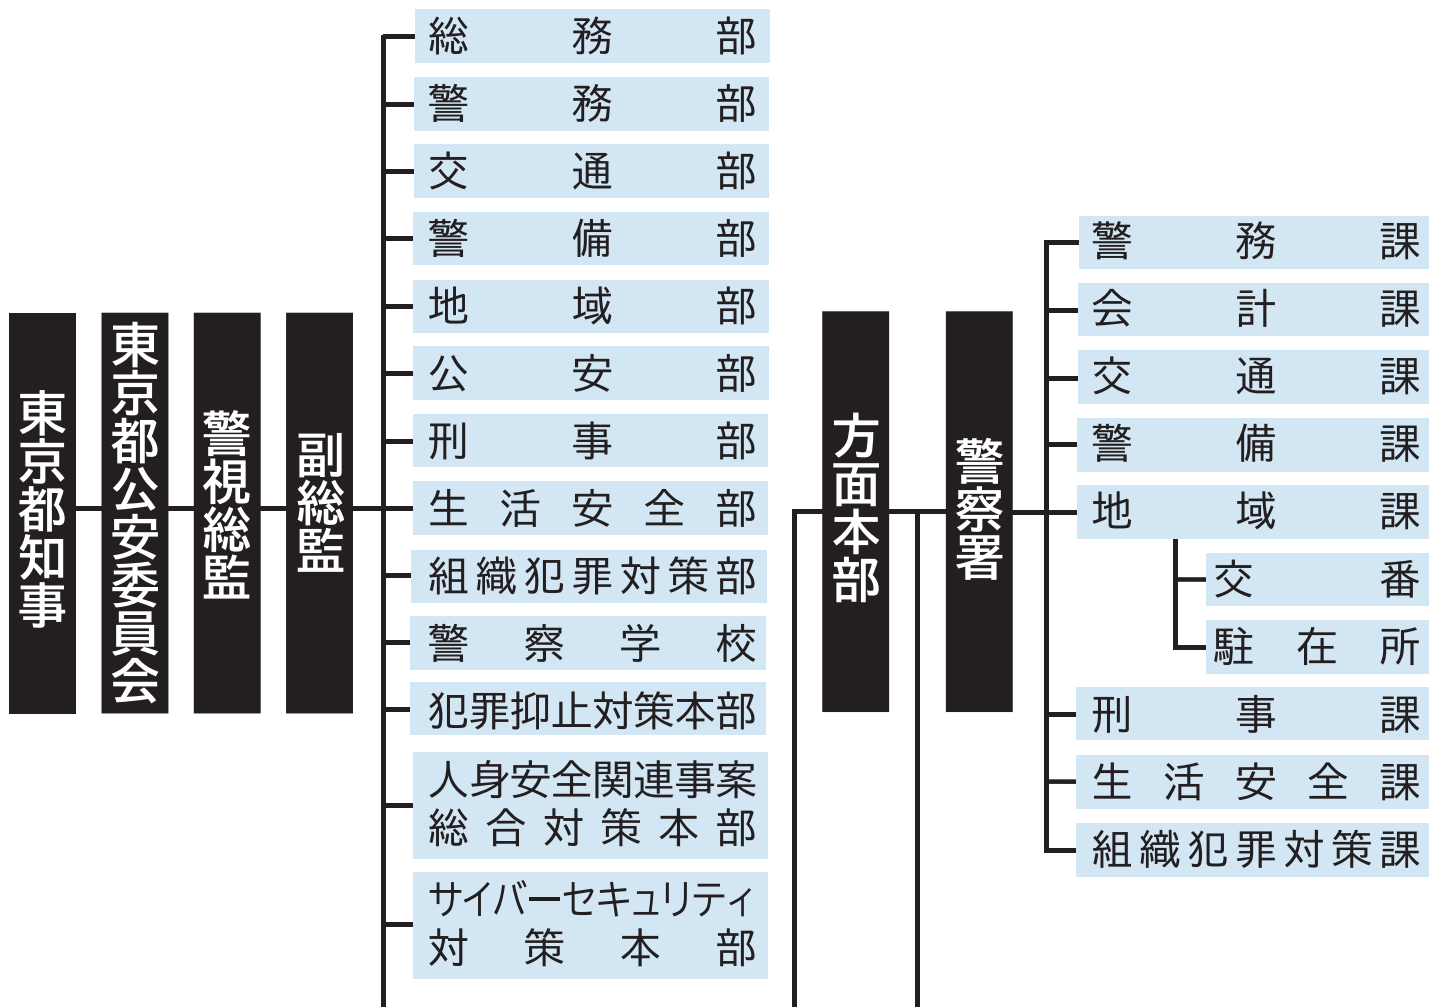 東京都知事
東京都公安委員会
警視総監
副総監
総務部
警務部
交通部
警備部
地域部
公安部
刑事部
生活安全部
組織犯罪対策部
警察学校
犯罪抑止対策本部
人身安全関連事案
総合対策本部
サイバーセキュリティ
対策本部
方面本部
警察署
警務課
会計課
交通課
警備課
地域課
交番
駐在所
刑事課
生活安全課
組織犯罪対策課